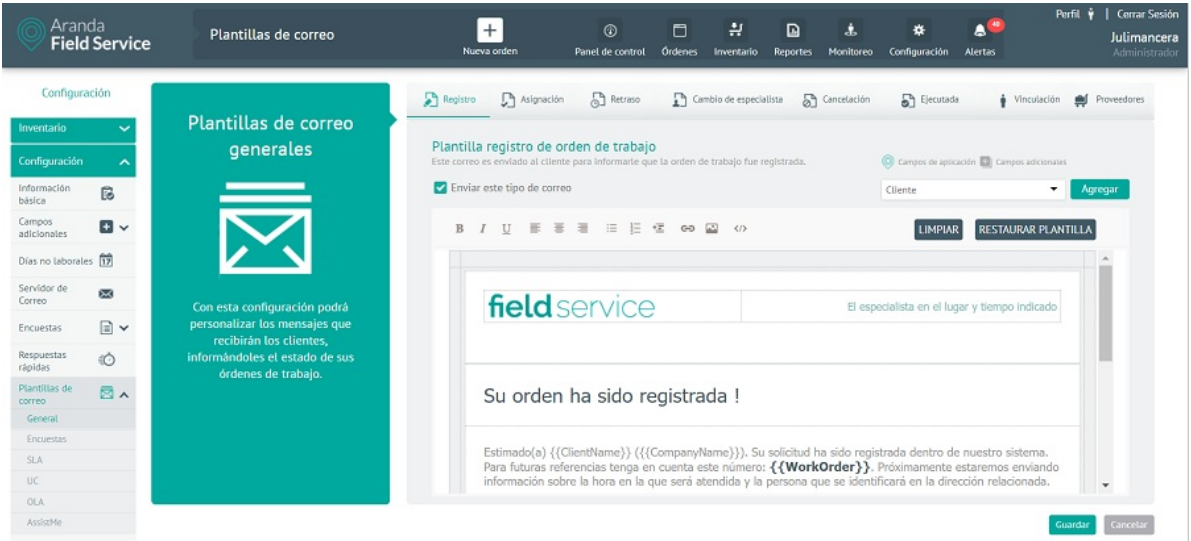 Aranda
Field Service
Plantillas de correo
Nueva orden
Panel de control
Órdenes
Inventario
Reportes
Monitoreo
Configuración
Alertas
40
Perfil | Cerrar Sesión
Julimancera
Administrador
Configuración
Inventario
Configuración
Información
básica
Campos
adicionales
Días no laborales
17
Servidor de
Correo
Encuestas
Respuestas
rápidas
Plantillas de
correo
General
Encuestas
SLA
UC
OLA
AssistMe
Plantillas de correo
generales
Con esta configuración podrá
personalizar los mensajes que
recibirán los clientes,
informándoles el estado de sus
órdenes de trabajo.
Registro
Asignación
Retraso
Cambio de especialista
Cancelación
Ejecutada
Vinculación
Proveedores
Plantilla registro de orden de trabajo
Este correo es enviado al cliente para informarle que la orden de trabajo fue registrada.
Campos de aplicación
Campos adicionales
Enviar este tipo de correo
Cliente
Agregar
B I U
LIMPIAR
RESTAURAR PLANTILLA
fieldservice
El especialista en el lugar y tiempo indicado
Su orden ha sido registrada !
Estimado(a) {{ClientName}} ({{CompanyName}}). Su solicitud ha sido registrada dentro de nuestro sistema.
Para futuras referencias tenga en cuenta este número: {{WorkOrder}}. Próximamente estaremos enviando
información sobre la hora en la que será atendida y la persona que se identificará en la dirección relacionada.
Guardar
Cancelar